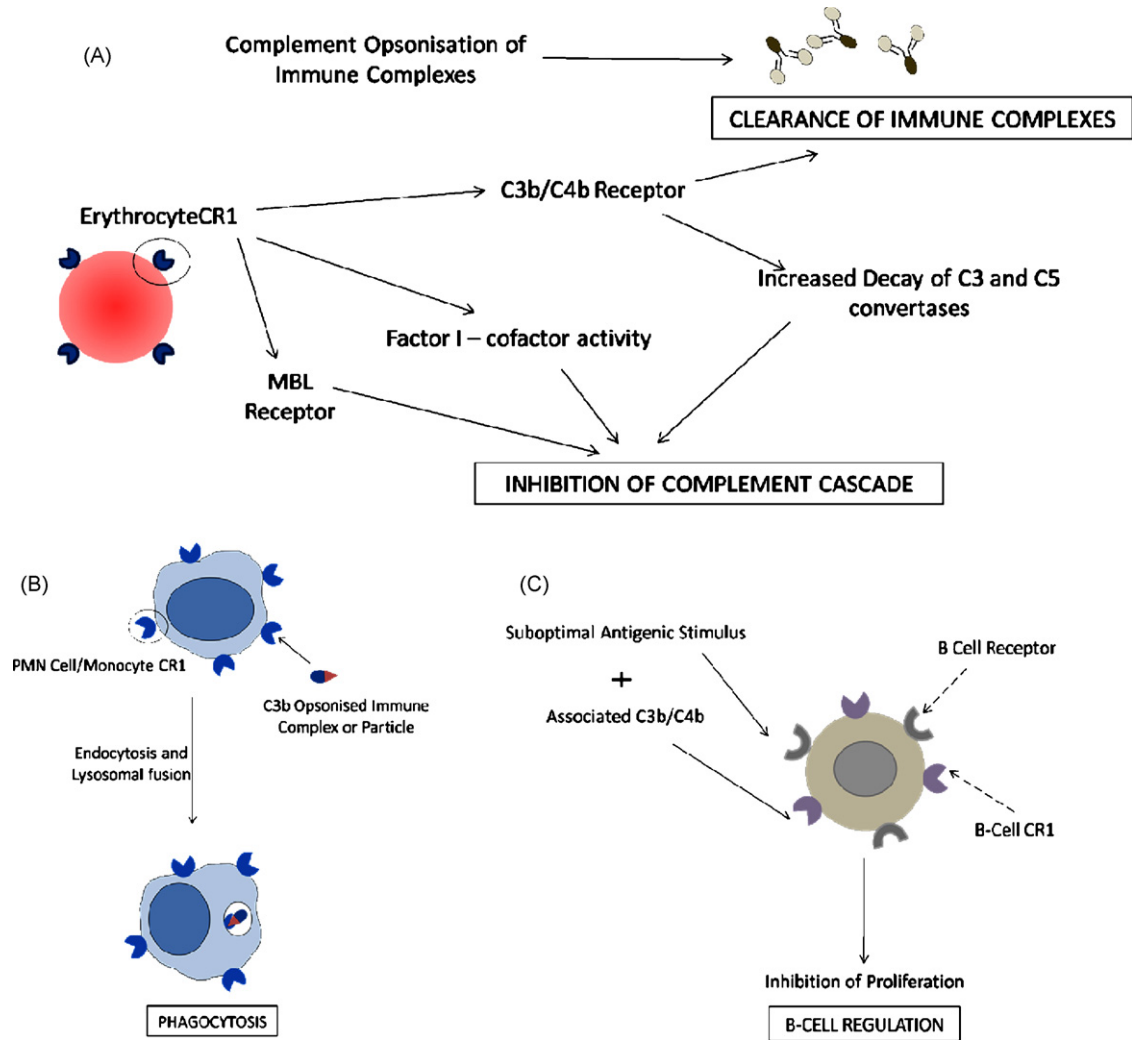 (A)
Complement Opsonisation of
Immune Complexes
CLEARANCE OF IMMUNE COMPLEXES
C3b/C4b Receptor
ErythrocyteCR1
Increased Decay of C3 and C5
convertases
Factor I – cofactor activity
MBL
Receptor
INHIBITION OF COMPLEMENT CASCADE
(B)
PMN Cell/Monocyte CR1
C3b Opsonised Immune
Complex or Particle
Endocytosis and
Lysosomal fusion
PHAGOCYTOSIS
(C)
Suboptimal Antigenic Stimulus
+
Associated C3b/C4b
B Cell Receptor
B-Cell CR1
Inhibition of Proliferation
B-CELL REGULATION